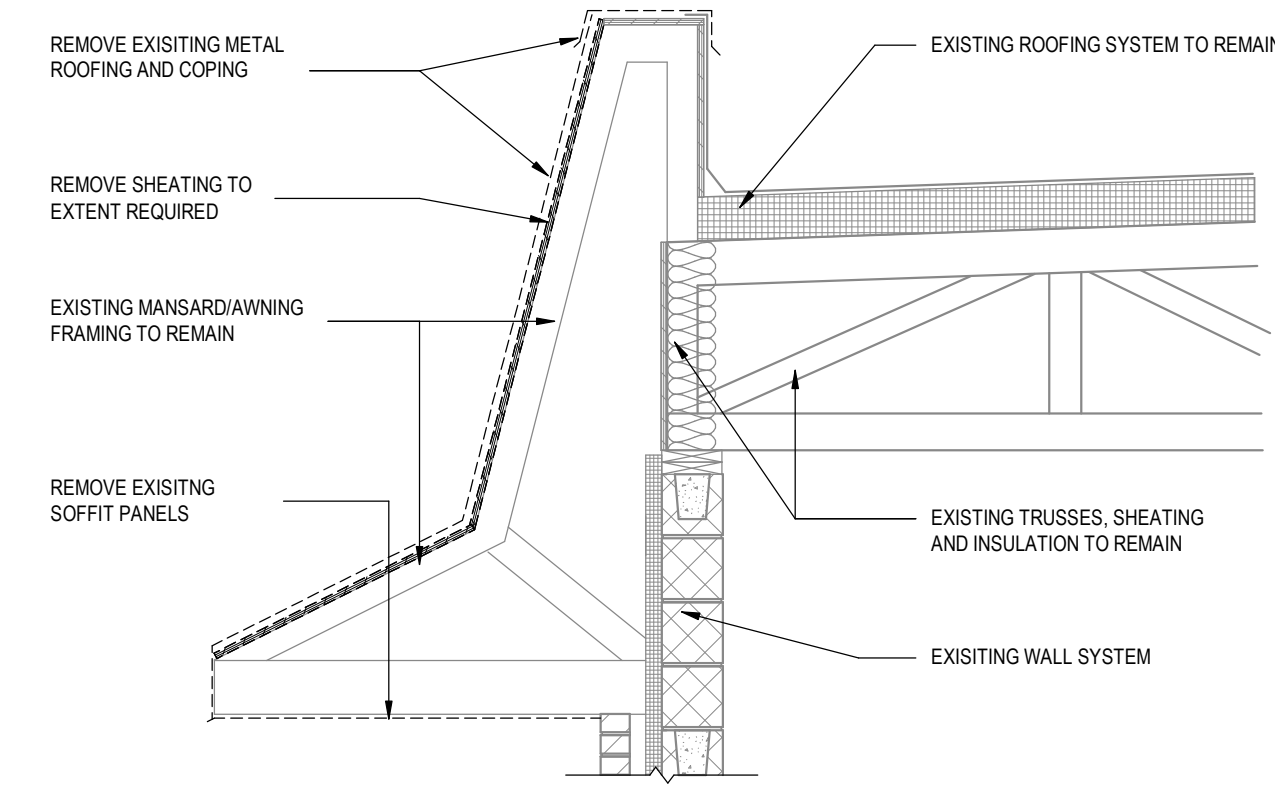 REMOVE EXISITING METAL
ROOFING AND COPING
EXISTING ROOFING SYSTEM TO REMAIN
REMOVE SHEATING TO
EXTENT REQUIRED
EXISTING MANSARD/AWNING
FRAMING TO REMAIN
REMOVE EXISITNG
SOFFIT PANELS
EXISTING TRUSSES, SHEATING
AND INSULATION TO REMAIN
EXISITING WALL SYSTEM